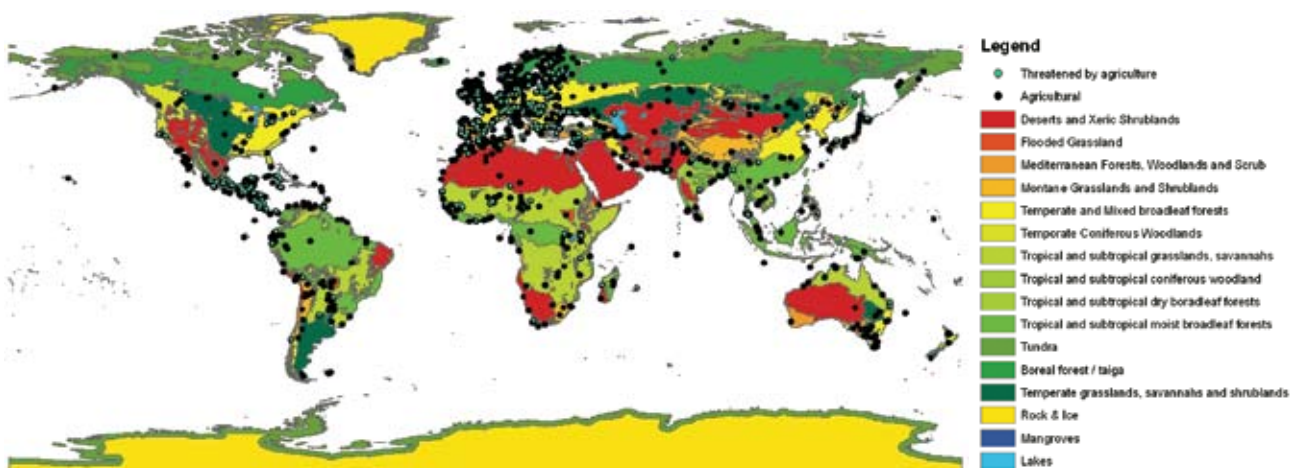 Legend
Threatened by agriculture
Agricultural
Deserts and Xeric Shrublands
Flooded Grassland
Mediterranean Forests, Woodlands and Scrub
Montane Grasslands and Shrublands
Temperate and Mixed broadleaf forests
Temporate Coniferous Woodlands
Tropical and subtropical grasslands, savannahs
Tropical and subtropical coniferous woodland
Tropical and subtropical dry boradleaf forests
Tropical and subtropical moist broadleaf forests
Tundra
Boreal forest / taiga
Temperate grasslands, savannahs and shrublands
Rock & Ice
Mangroves
Lakes